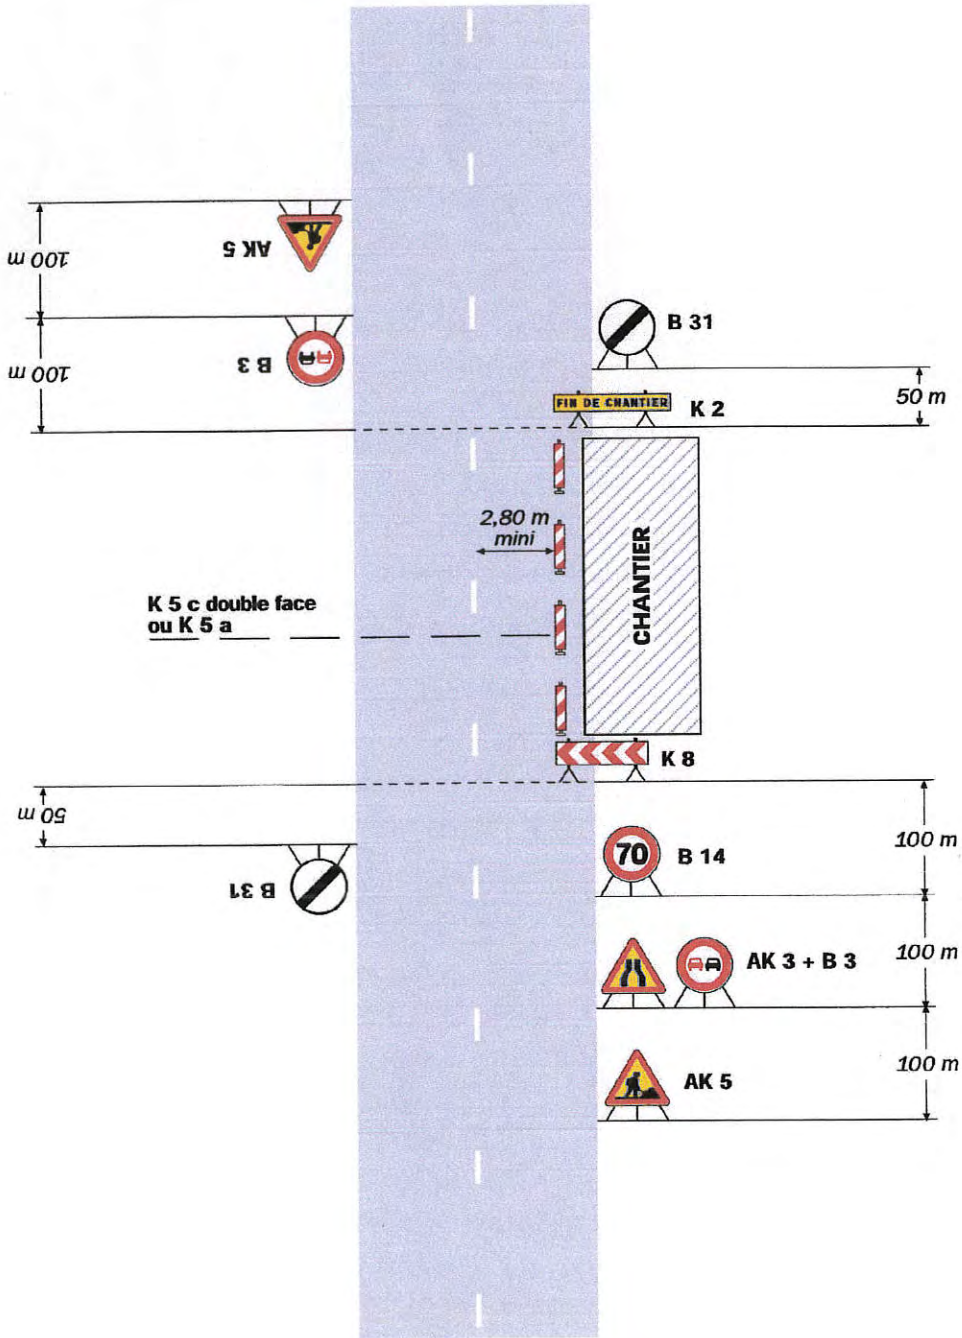 AK 5
100 m
B 3
100 m
B 31
FIN DE CHANTIER
K 2
50 m
2,80 m
mini
CHANTIER
K 5 c double face
ou K 5 a
K 8
50 m
B 31
70
B 14
100 m
AK 3 + B 3
100 m
AK 5
100 m